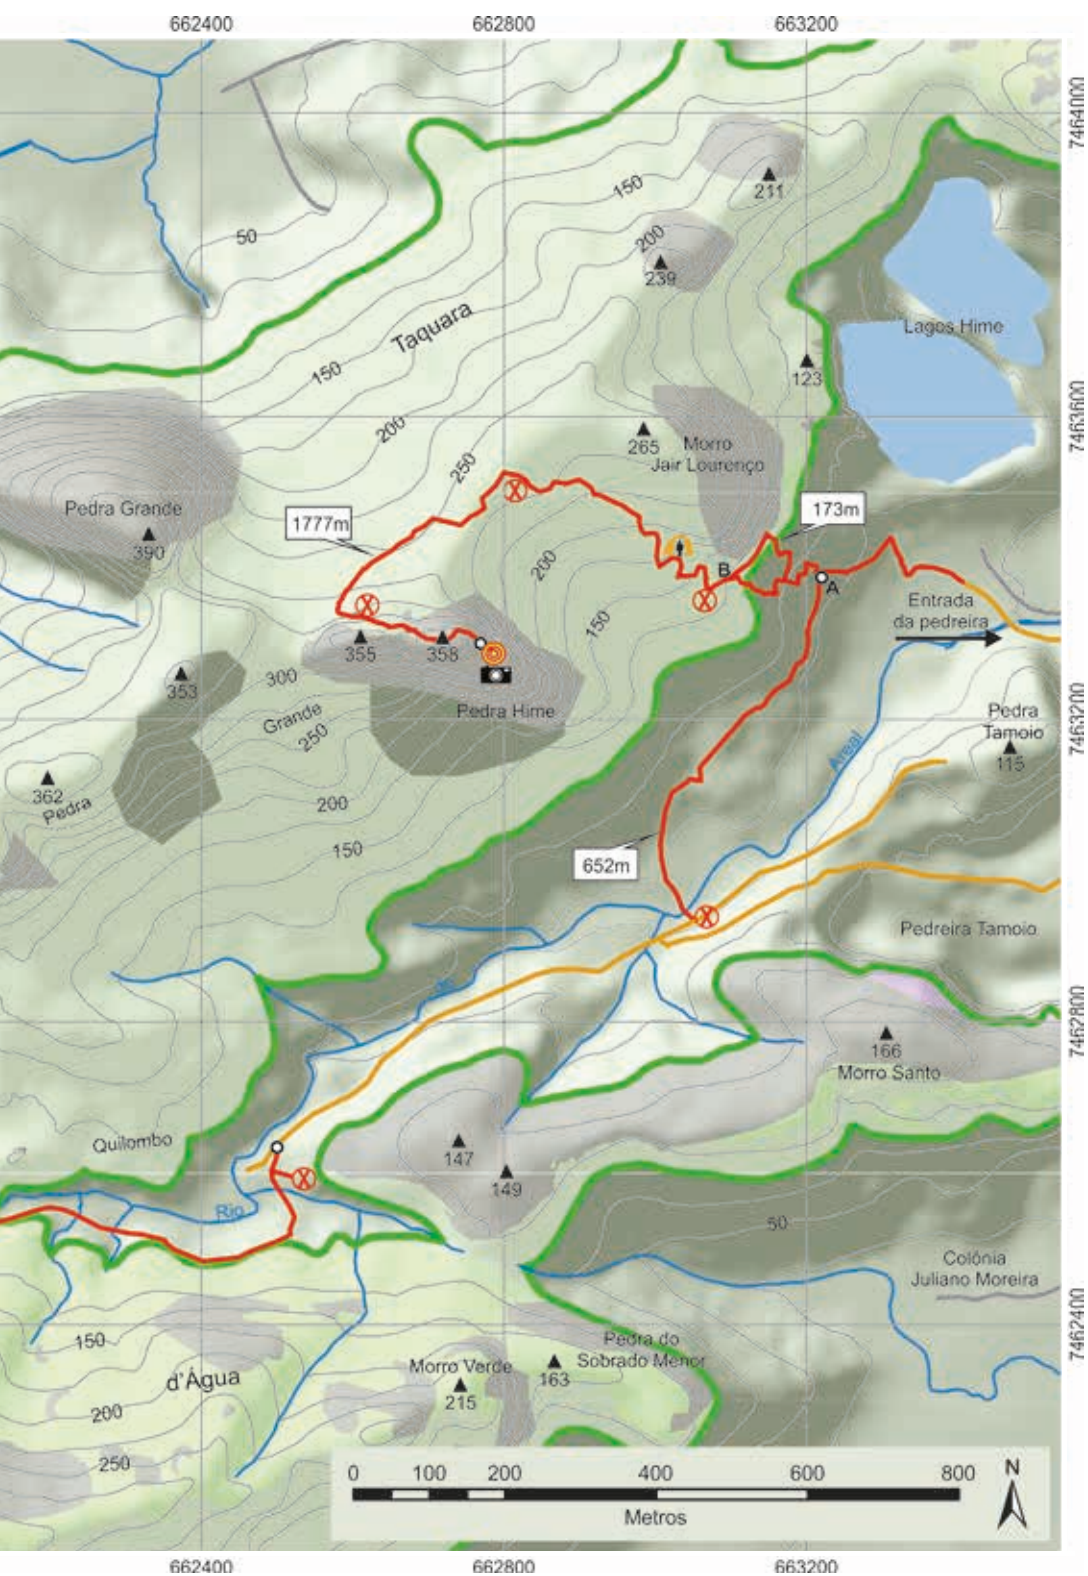 662400
662800
663200
7464000
150
211
50
200
239
Taquara
Lagos Hime
150
123
200
265
Morro
Jair Lourenço
250
7463600
Pedra Grande
390
1777m
173m
200
B
A
Entrada
da pedreira
150
355
358
353
300
Grande
250
Pedra Hime
Pedra
Tamoio
115
7463200
Areal
362
Pedra
200
150
652m
Pedreira Tamoio
do
7462800
166
Morro Santo
Quilombo
147
149
Rio
50
Colônia
Juliano Moreira
150
d'Água
Morro Verde
215
Pedra do
Sobrado Menor
163
7462400
200
250
0
100
200
400
600
800
Metros
N
662400
662800
663200